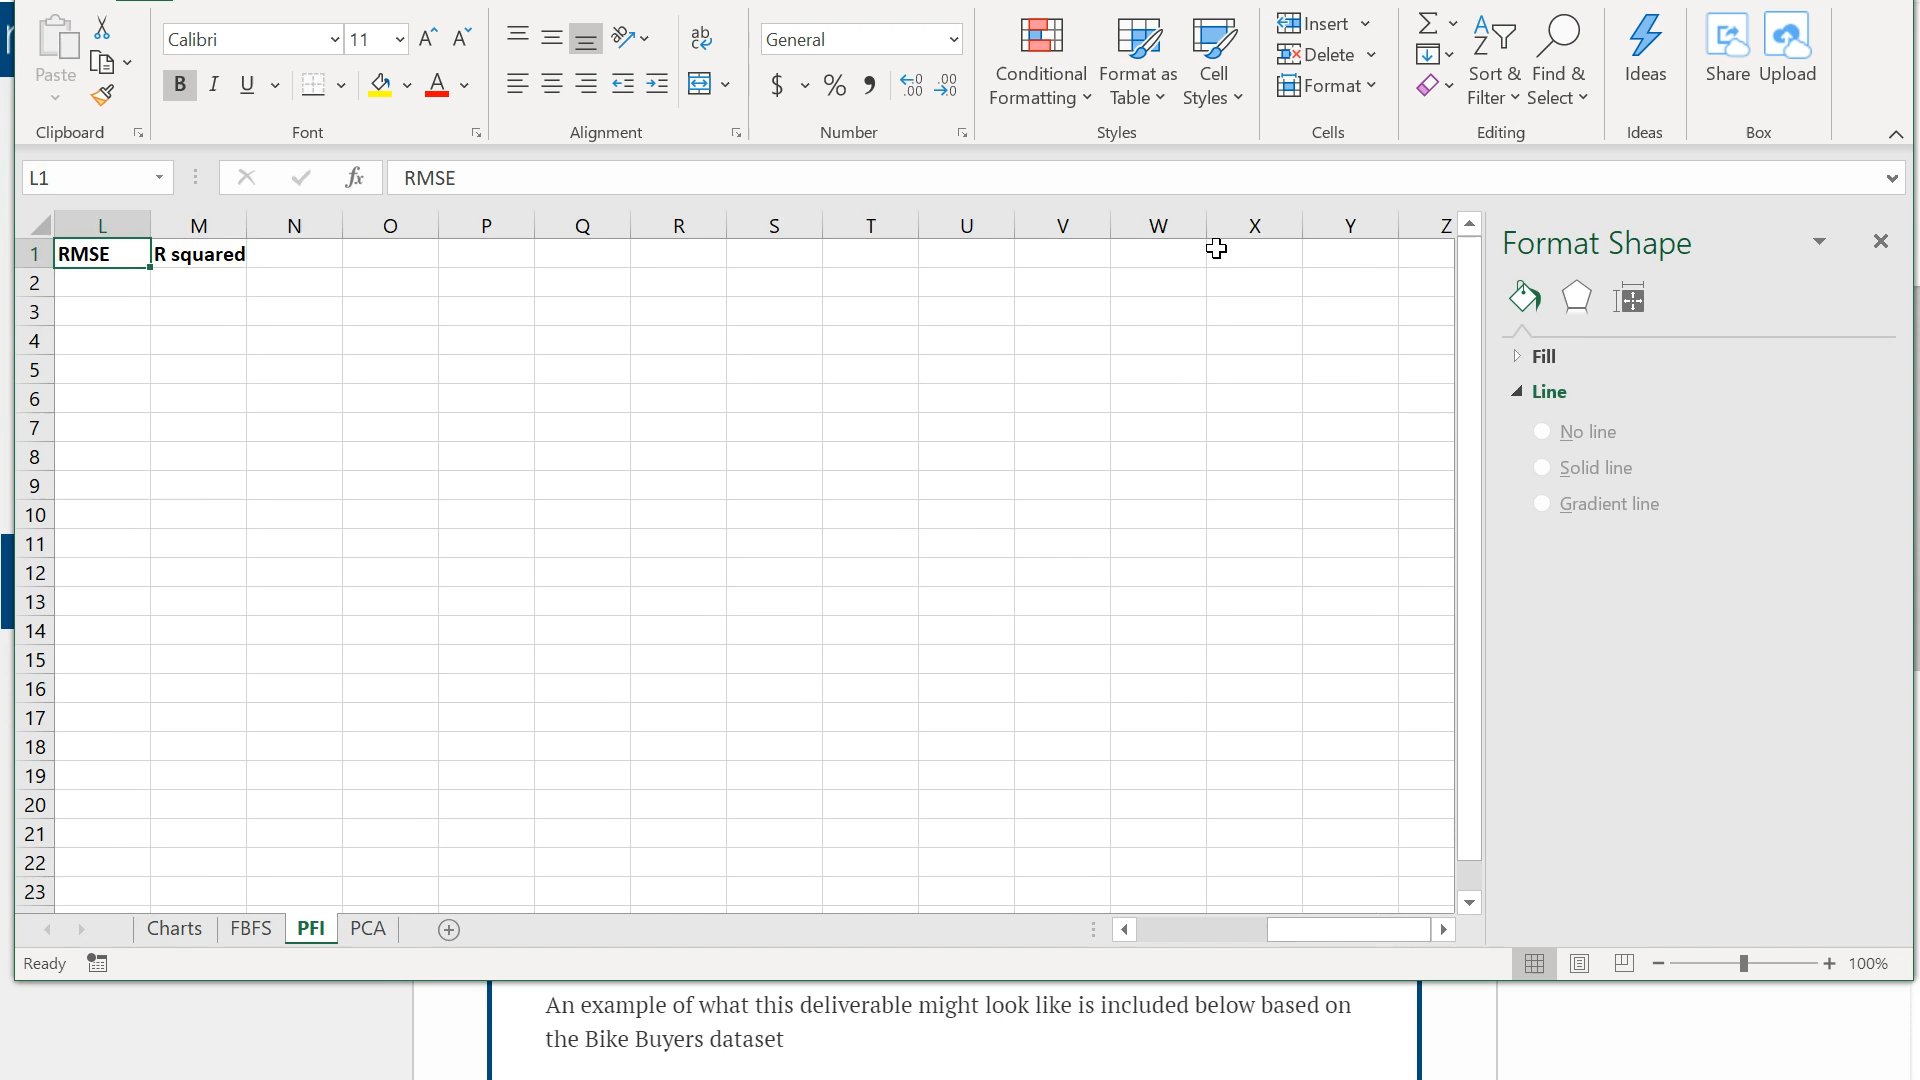 Calibri
11
General
Insert
Delete
Format
Paste
Conditional Formatting
Format as Table
Cell Styles
Sort & Filter
Find & Select
Ideas
Share
Upload
Clipboard
Font
Alignment
Number
Styles
Cells
Editing
Ideas
Box
L1
fx
RMSE
L M N O P Q R S T U V W X Y Z
1 RMSE R squared
2
3
4
5
6
7
8
9
10
11
12
13
14
15
16
17
18
19
20
21
22
23
Format Shape
Fill
Line
No line
Solid line
Gradient line
Charts FBFS PFI PCA
Ready
100%
An example of what this deliverable might look like is included below based on
the Bike Buyers dataset